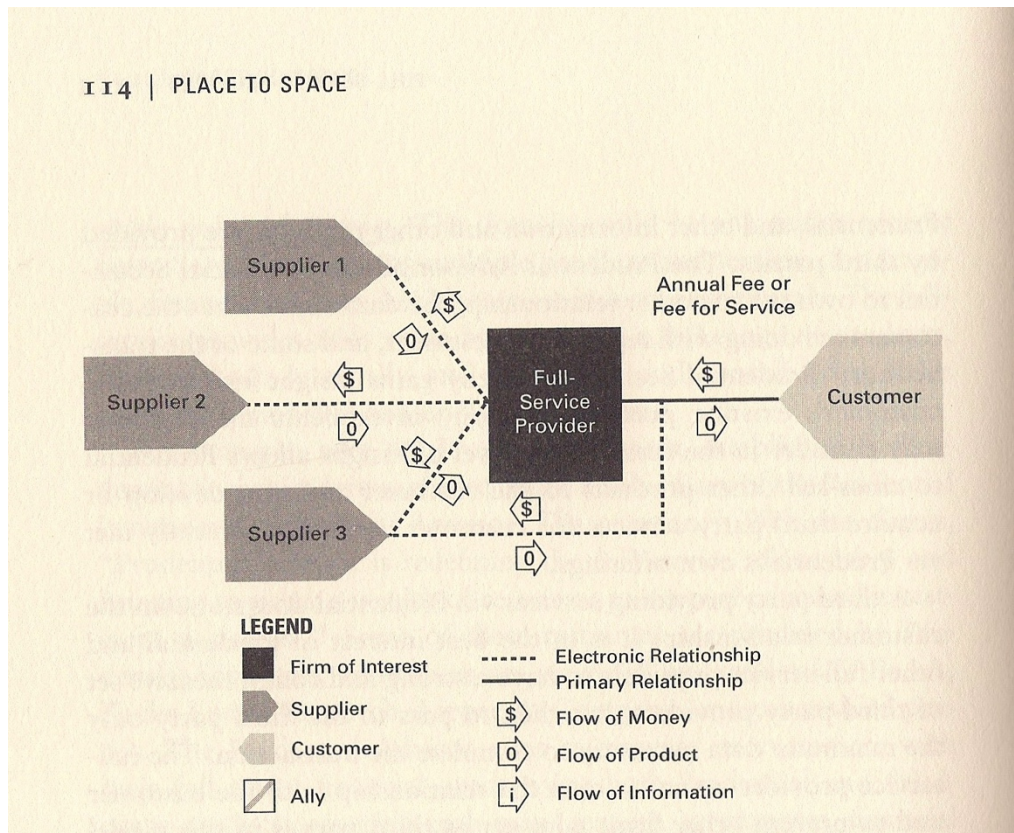 114 | PLACE TO SPACE
Supplier 1
Annual Fee or
Fee for Service
$
0
Supplier 2
$
0
Full-
Service
Provider
$
0
Customer
$
0
Supplier 3
$
0
LEGEND
Firm of Interest
Supplier
Customer
Ally
Electronic Relationship
Primary Relationship
$ Flow of Money
0 Flow of Product
i Flow of Information